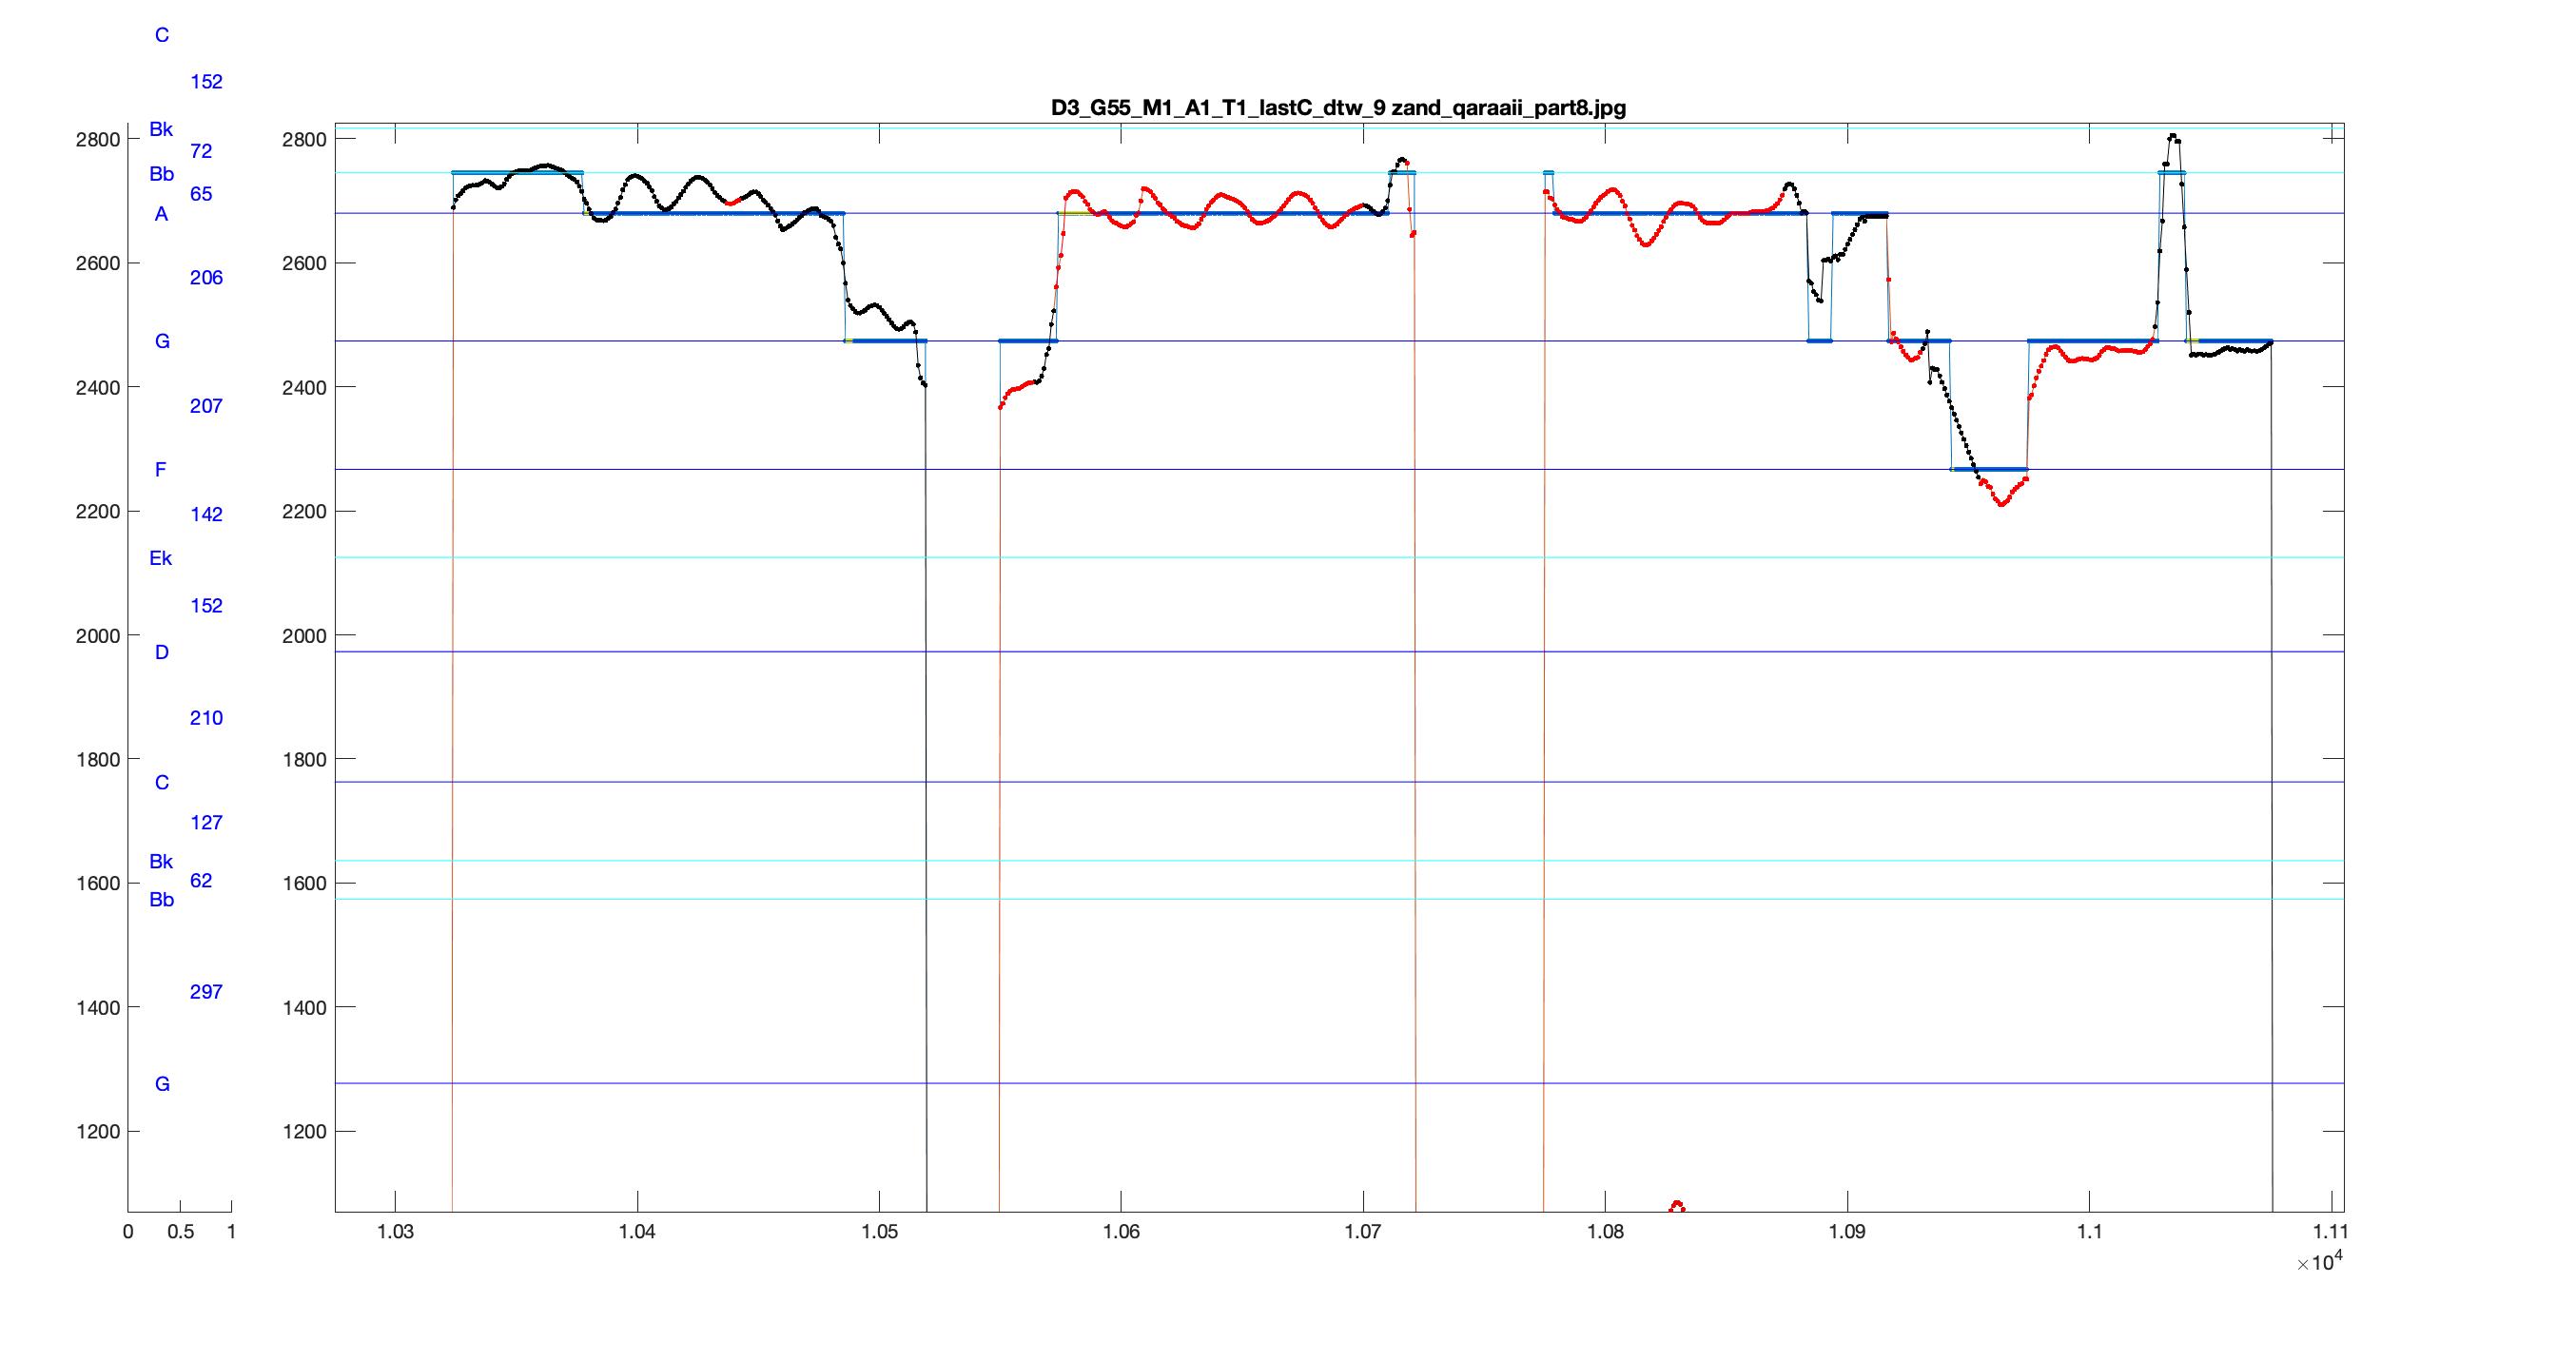 C
152
D3_G55_M1_A1_T1_lastC_dtw_9 zand_qaraaii_part8.jpg
Bk
2800 2800
72
Bb
65
A
2600 2600
206
G
2400 2400
207
F
2200 2200
142
Ek
152
2000 2000
D
210
1800 1800
C
127
Bk
1600 62 1600
Bb
297
1400 1400
G
1200 1200
0 0.5 1 1.03 1.04 1.05 1.06 1.07 1.08 1.09 1.1 1.11
×10⁴